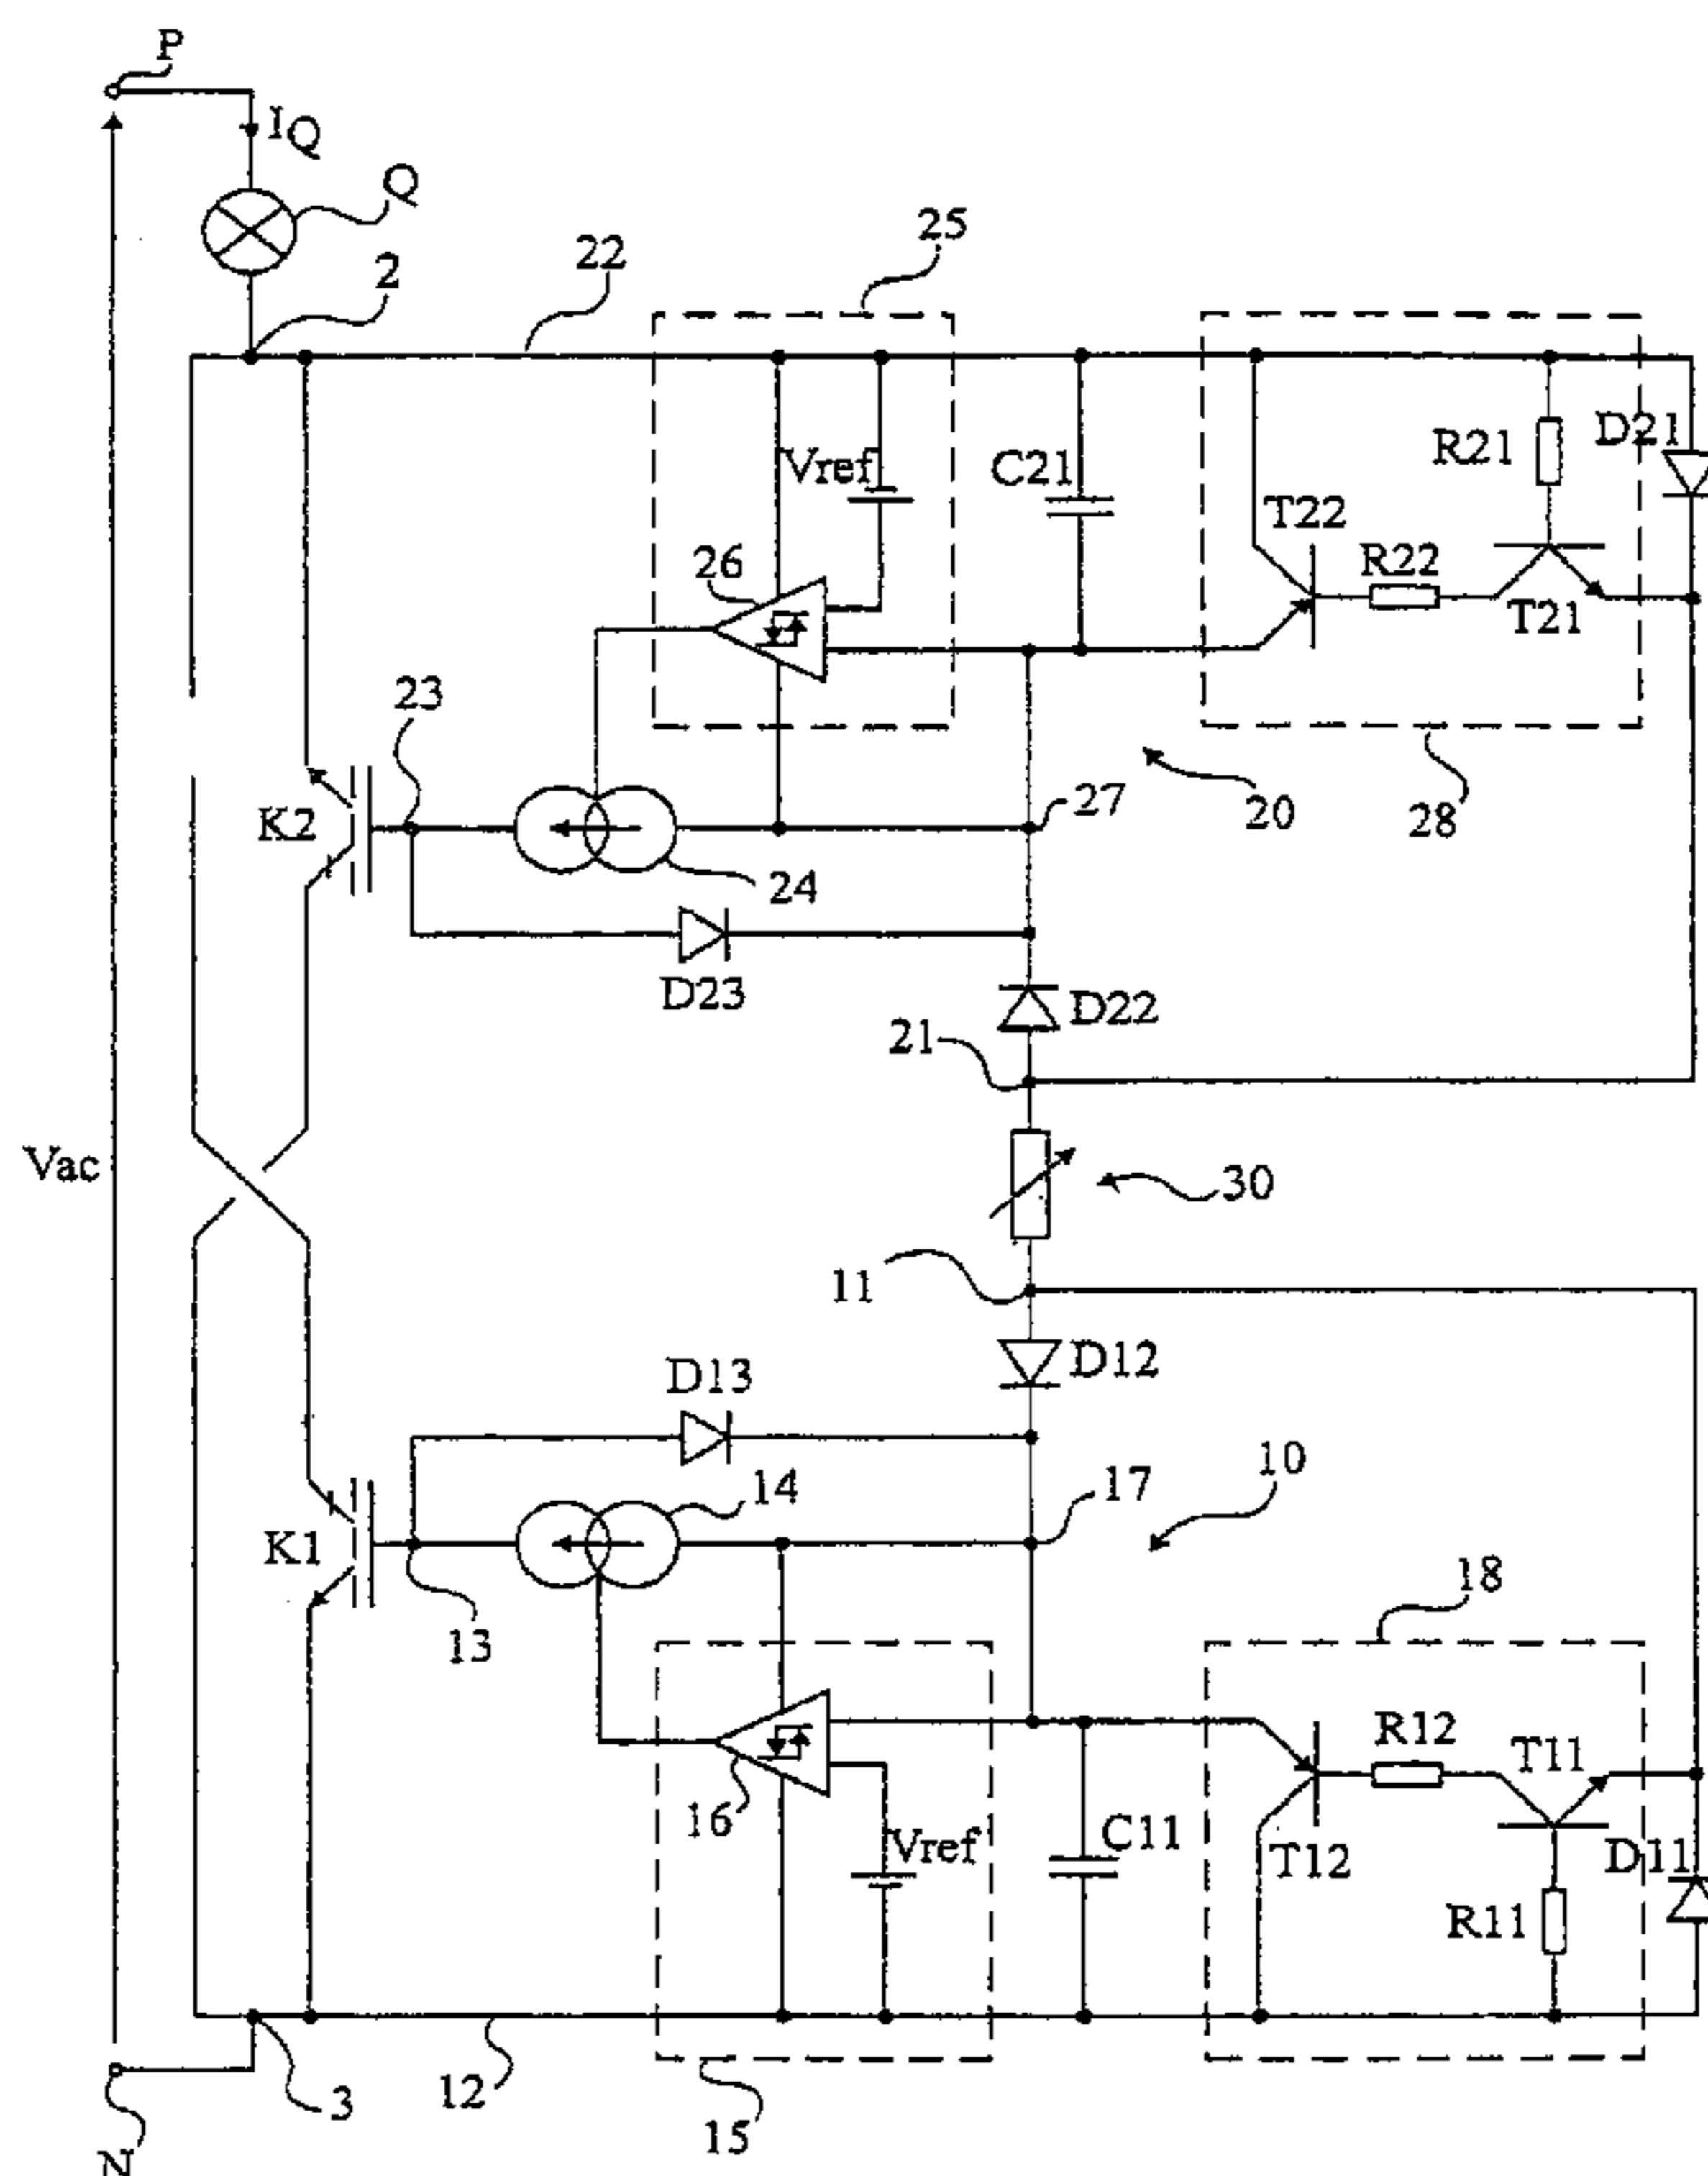 P
IQ
Q
2
22
25
Vref
C21
R21
D21
T22
R22
T21
26
23
K2
24
27
20
28
D23
D22
21
Vac
30
11
D12
D13
14
17
10
K1
13
18
R12
T11
16
Vref
C11
T12
D11
R11
3
12
15
N